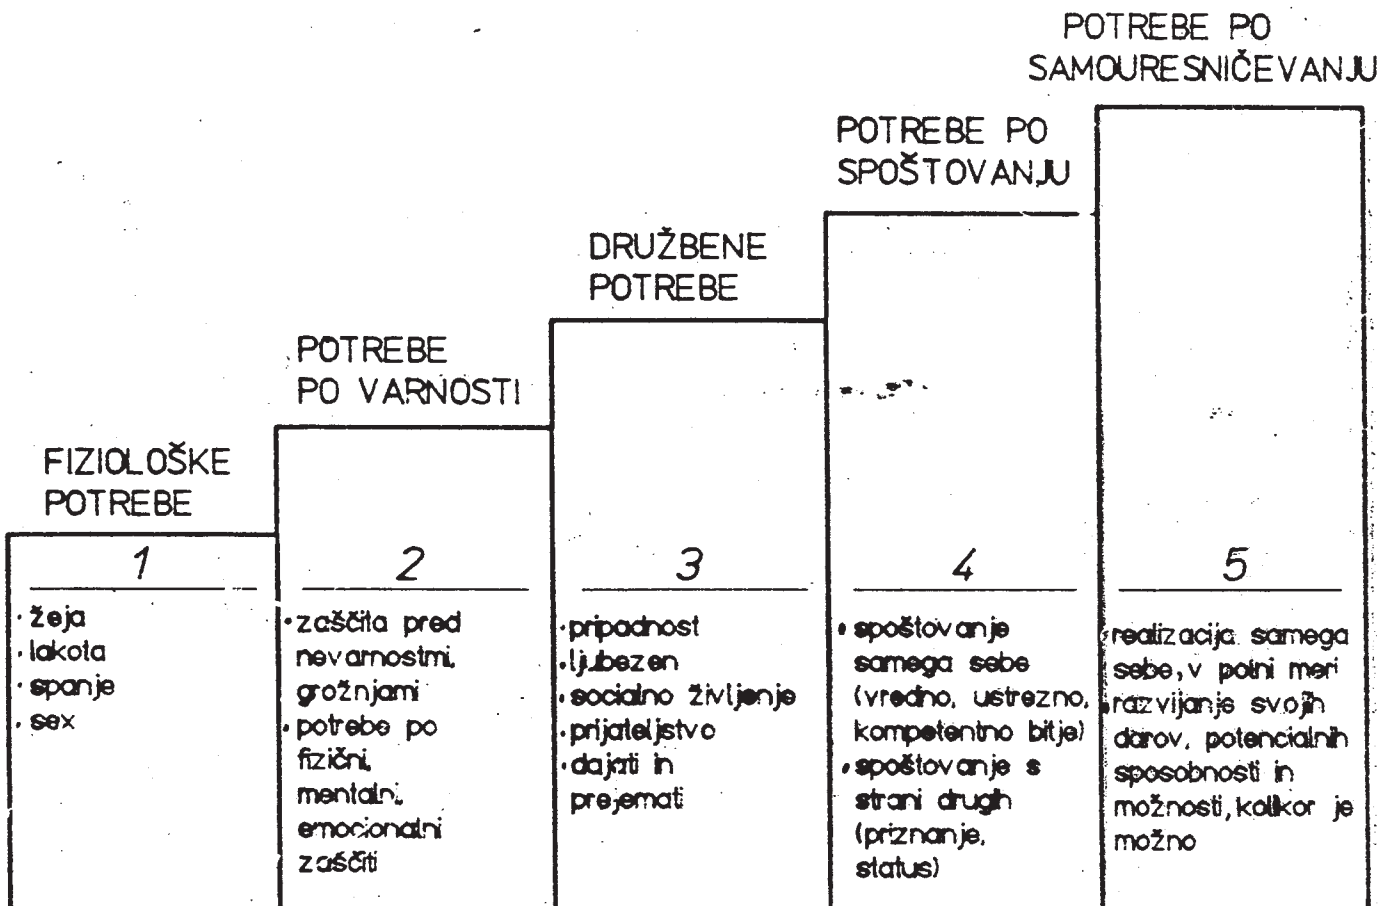 POTREBE PO
SAMOURESNIČEVANJU
POTREBE PO
SPOŠTOVANJU
DRUŽBENE
POTREBE
POTREBE
PO VARNOSTI
FIZIOLOŠKE
POTREBE
1
· žeja
· lakota
· spanje
· sex
2
• zaščita pred
nevarnostmi,
grožnjami
• potrebe po
fizični,
mentalni,
emocionalni
zaščiti
3
• pripadnost
• ljubezen
• socialno življenje
• prijateljstvo
• dajati in
prejemati
4
• spoštovanje
samega sebe
(vredno, ustrezno,
kompetentno bitje)
• spoštovanje s
strani drugih
(priznanje,
status)
5
• realizacija samega
sebe, v polni meri
• razvijanje svojih
darov, potencialnih
sposobnosti in
možnosti, kolikor je
možno